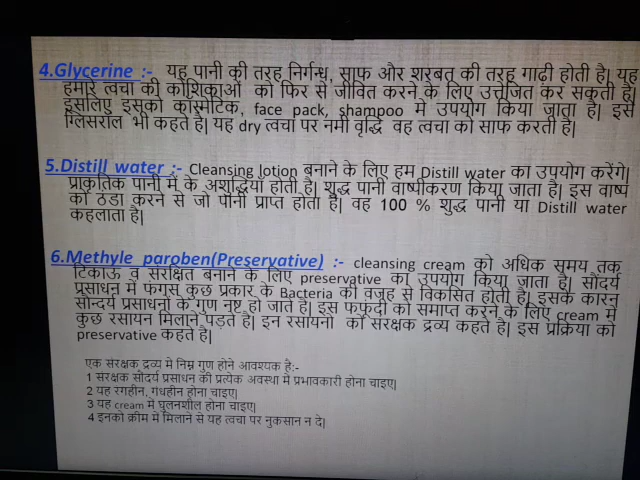 4.Glycerine :- यह पानी की तरह निर्गन्ध, साफ और शरबत की तरह गाढी होती है| यह
हमारे त्वचा की कोशिकाओं को फिर से जीवित करने के लिए उत्तेजित कर सकती है|
इसलिए इसको कॉस्मेटिक, face pack, shampoo में उपयोग किया जाता है| इसे
ग्लिसरॉल भी कहते है| यह dry त्वचा पर नमी वृद्धि वह त्वचा को साफ करती है|
5.Distill water :- Cleansing lotion बनाने के लिए हम Distill water का उपयोग करेंगे|
प्राकृतिक पानी में के अशुद्धियाँ होती है| शुद्ध पानी वाष्पीकरण किया जाता है| इस वाष्प
को ठंडा करने से जो पानी प्राप्त होता है| वह 100 % शुद्ध पानी या Distill water
कहलाता है|
6.Methyle paroben(Preservative) :- cleansing cream को अधिक समय तक
टिकाऊ व संरक्षित बनाने के लिए preservative का उपयोग किया जाता है| सौंदर्य
प्रसाधन में फंगस् कुछ प्रकार के Bacteria की वजह से विकसित होती है| इसके कारन
सौन्दर्य प्रसाधनों के गुण नष्ट हो जाते है| इस फफूंदी को समाप्त करने के लिए cream में
कुछ रसायन मिलाने पड़ते है| इन रसायनों को संरक्षक द्रव्य कहते है| इस प्रक्रिया को
preservative कहते है|
एक संरक्षक द्रव्य में निम्न गुण होने आवश्यक है:-
1 संरक्षक सौंदर्य प्रसाधन की प्रत्येक अवस्था में प्रभावकारी होना चाइए|
2 यह रंगहीन, गंधहीन होना चाइए|
3 यह cream में घुलनशील होना चाइए|
4 इनको क्रीम में मिलाने से यह त्वचा पर नुकसान न दे|